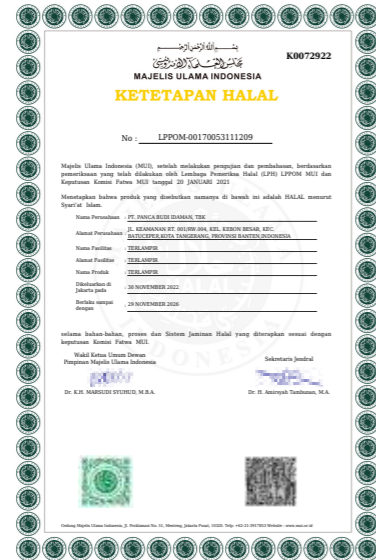 بِسْــــــمِ اللهِ الرَّحْمٰنِ الرَّحِيْـــــمِ
K0072922
MAJELIS ULAMA INDONESIA
KETETAPAN HALAL
No : LPPOM-00170053111209
Majelis Ulama Indonesia (MUI), setelah melakukan pengujian dan pembahasan, berdasarkan
pemeriksaan yang telah dilakukan oleh Lembaga Pemeriksa Halal (LPH) LPPOM MUI dan
Keputusan Komisi Fatwa MUI tanggal 20 JANUARI 2021
Menetapkan bahwa produk yang disebutkan namanya di bawah ini adalah HALAL menurut
Syari'at Islam.
Nama Perusahaan : PT. PANCA BUDI IDAMAN, TBK
Alamat Perusahaan : JL. KEAMANAN RT. 001/RW.004, KEL. KEBON BESAR, KEC.
BATUCEPER,KOTA TANGERANG, PROVINSI BANTEN,INDONESIA
Nama Fasilitas : TERLAMPIR
Alamat Fasilitas : TERLAMPIR
Nama Produk : TERLAMPIR
Dikeluarkan di
Jakarta pada : 30 NOVEMBER 2022
Berlaku sampai
dengan : 29 NOVEMBER 2026
selama bahan-bahan, proses dan Sistem Jaminan Halal yang diterapkan sesuai dengan
keputusan Komisi Fatwa MUI.
Wakil Ketua Umum Dewan
Pimpinan Majelis Ulama Indonesia
Sekretaris Jendral
Dr. K.H. MARSUDI SYUHUD, M.B.A.
Dr. H. Amirsyah Tambunan, M.A.